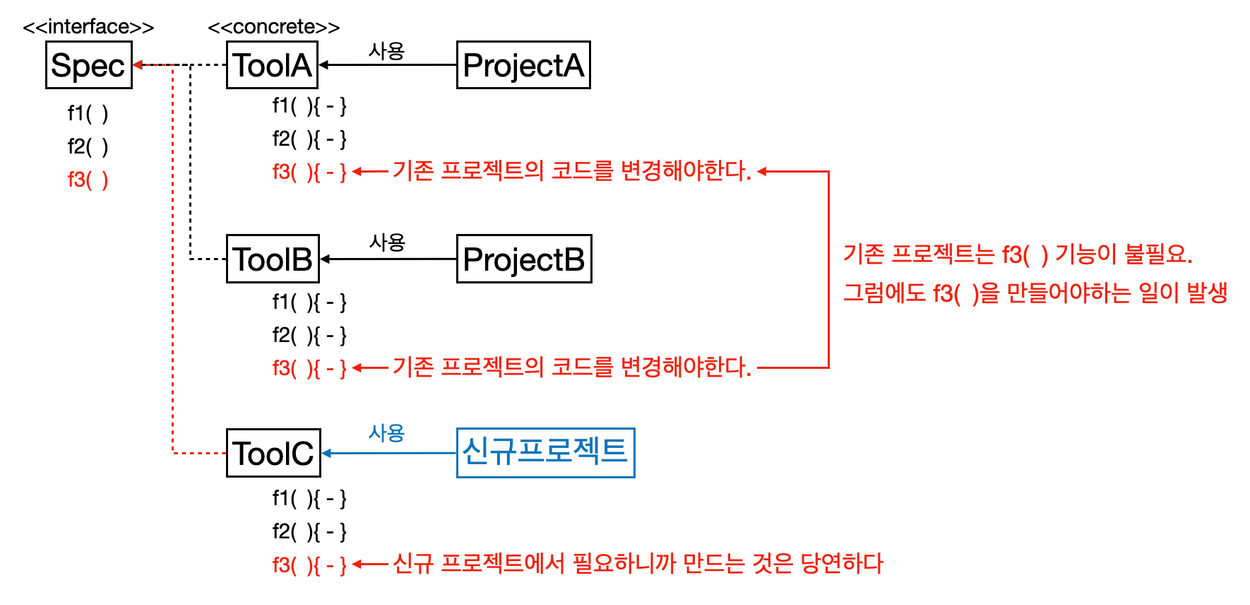 <<interface>> <<concrete>>
Spec ToolA 사용 ProjectA
f1( ) f1( ){ - }
f2( ) f2( ){ - }
f3( ) f3( ){ - } 기존 프로젝트의 코드를 변경해야한다.
ToolB 사용 ProjectB
기존 프로젝트는 f3( ) 기능이 불필요.
그럼에도 f3( )을 만들어야하는 일이 발생
f1( ){ - }
f2( ){ - }
f3( ){ - } 기존 프로젝트의 코드를 변경해야한다.
ToolC 사용 신규프로젝트
f1( ){ - }
f2( ){ - }
f3( ){ - } 신규 프로젝트에서 필요하니까 만드는 것은 당연하다